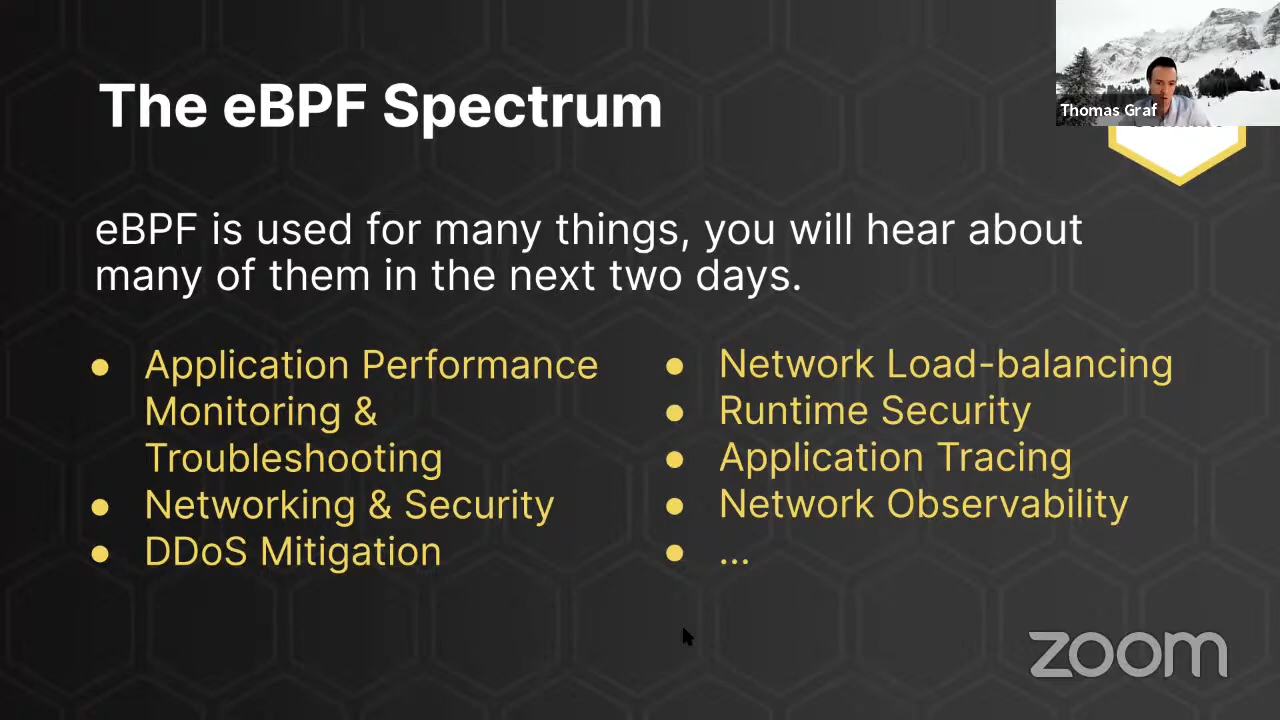 The eBPF Spectrum
Thomas Graf
eBPF is used for many things, you will hear about
many of them in the next two days.
● Application Performance
Monitoring &
Troubleshooting
● Networking & Security
● DDoS Mitigation
● Network Load-balancing
● Runtime Security
● Application Tracing
● Network Observability
● ...
zoom